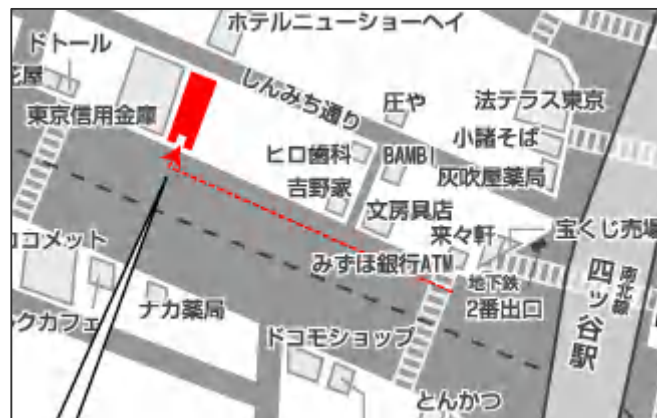 ホテルニューショーヘイ
ドトール
花屋
東京信用金庫
しんみち通り
庄や
法テラス東京
小諸そば
灰吹屋薬局
ヒロ歯科
BAMBI
吉野家
文房具店
来々軒
宝くじ売場
みずほ銀行ATM
地下鉄
2番出口
南北線
四ッ谷駅
ココメット
ナカ薬局
ルクカフェ
ドコモショップ
とんかつ